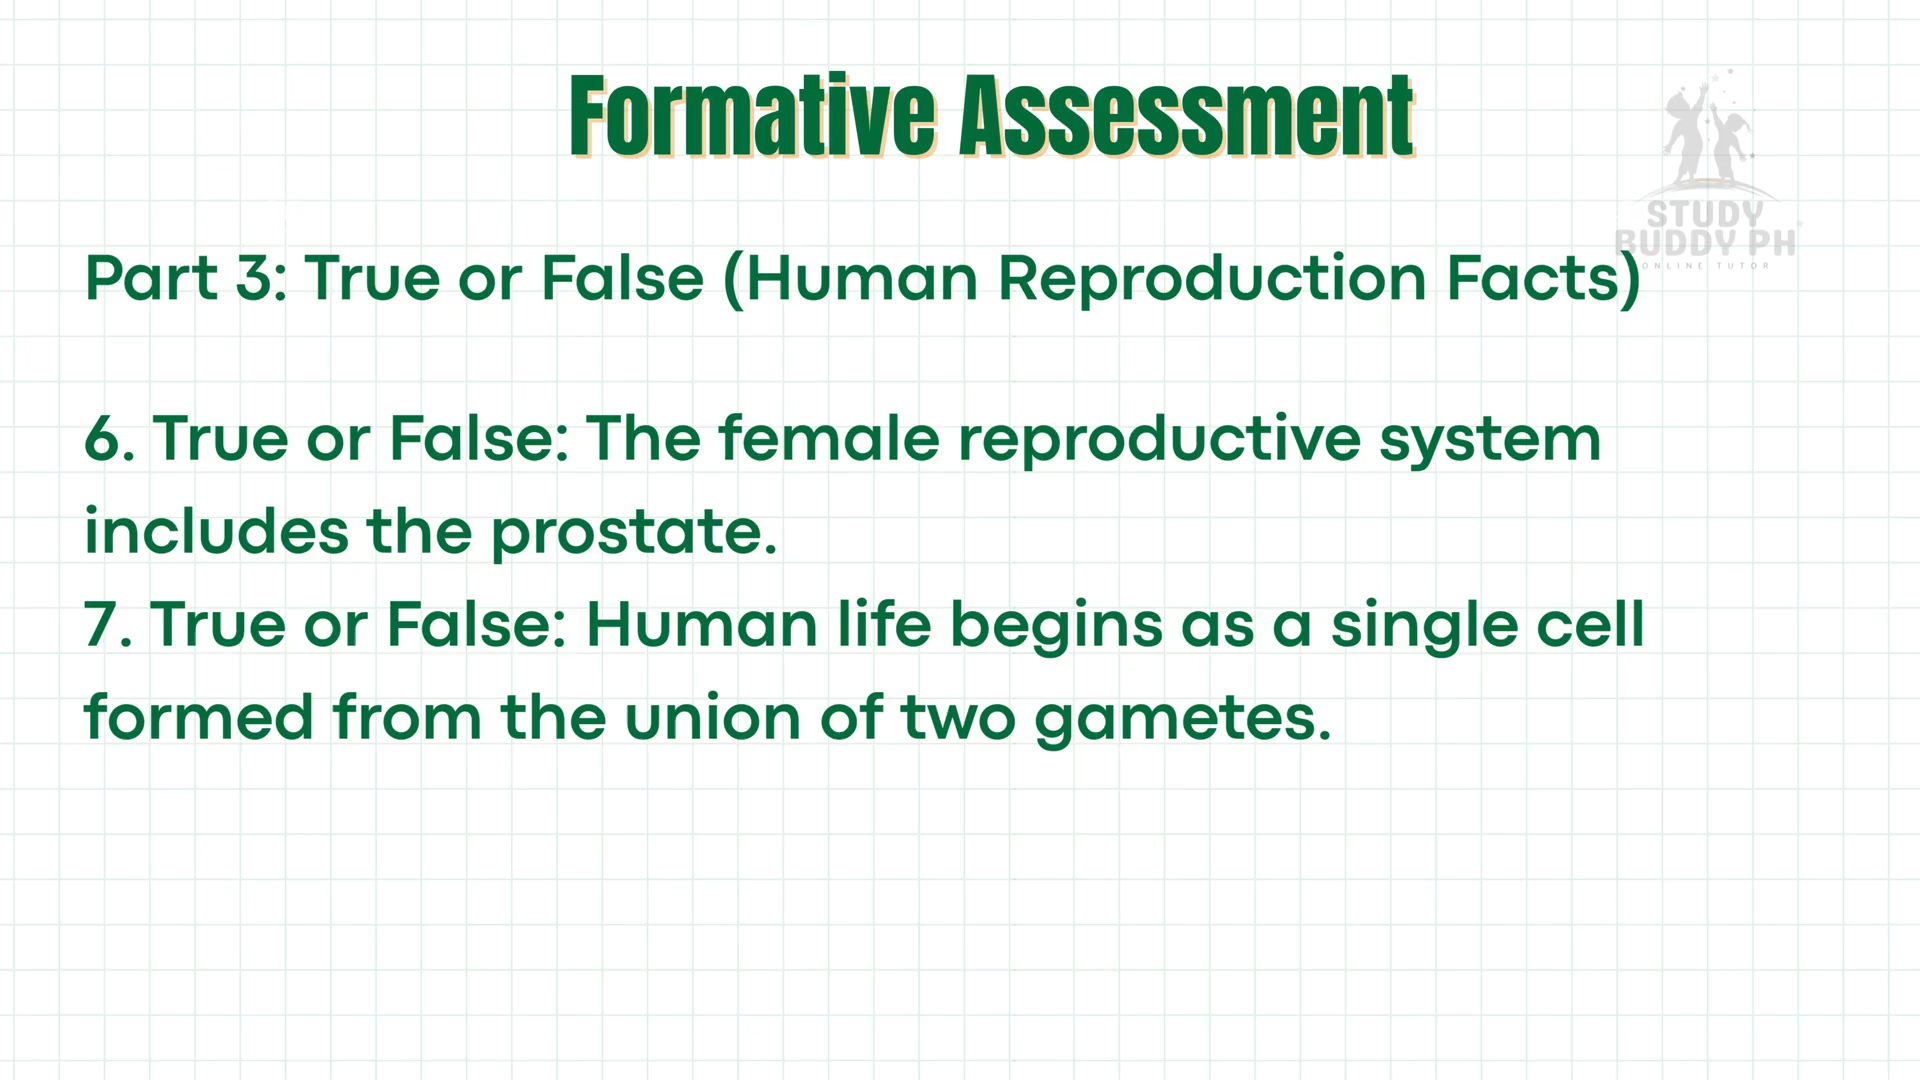 Formative Assessment
STUDY
BUDDY PH
ONLINE TUTOR
Part 3: True or False (Human Reproduction Facts)
6. True or False: The female reproductive system
includes the prostate.
7. True or False: Human life begins as a single cell
formed from the union of two gametes.